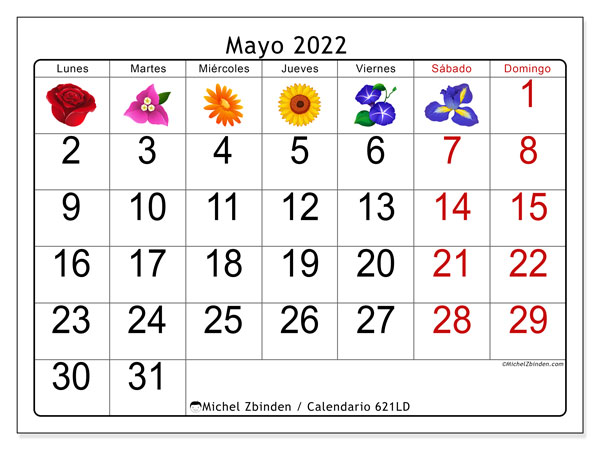 Mayo 2022
Lunes Martes Miércoles Jueves Viernes Sábado Domingo
1
2 3 4 5 6 7 8
9 10 11 12 13 14 15
16 17 18 19 20 21 22
23 24 25 26 27 28 29
©MichelZbinden.com
30 31
Michel Zbinden / Calendario 621LD